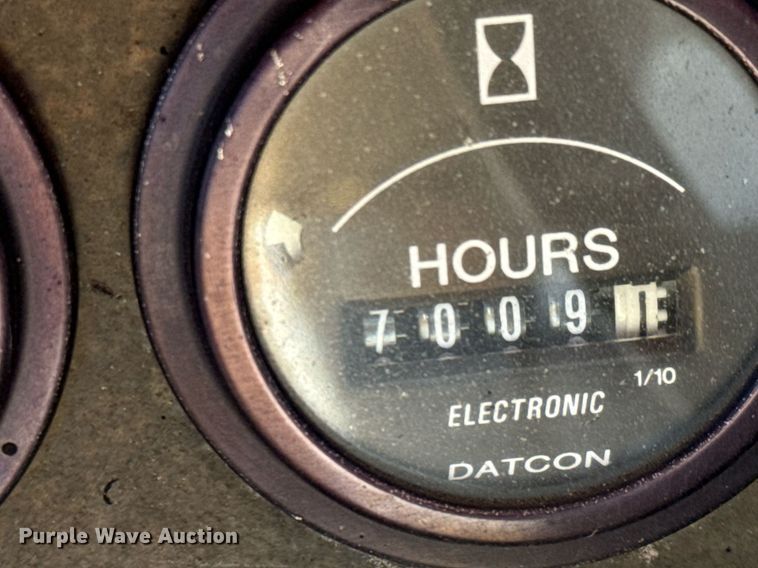 HOURS
7009
1/10
ELECTRONIC
DATCON
Purple Wave Auction